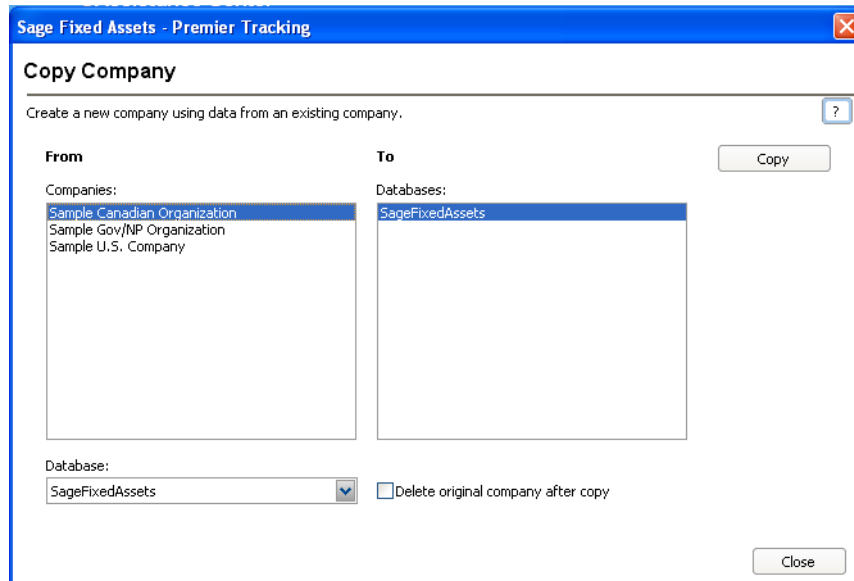 Sage Fixed Assets - Premier Tracking
Copy Company
Create a new company using data from an existing company.
?
From
To
Copy
Companies:
Databases:
Sample Canadian Organization
SageFixedAssets
Sample Gov/NP Organization
Sample U.S. Company
Database:
SageFixedAssets
Delete original company after copy
Close